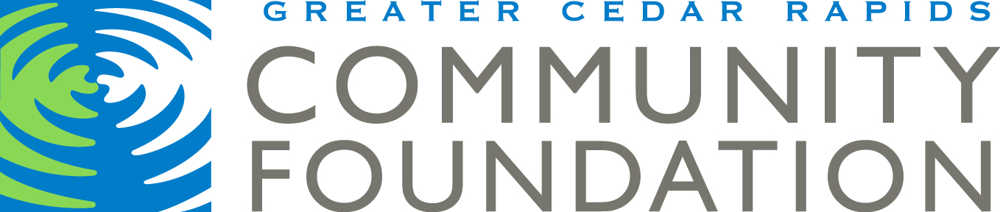 GREATER CEDAR RAPIDS
COMMUNITY
FOUNDATION